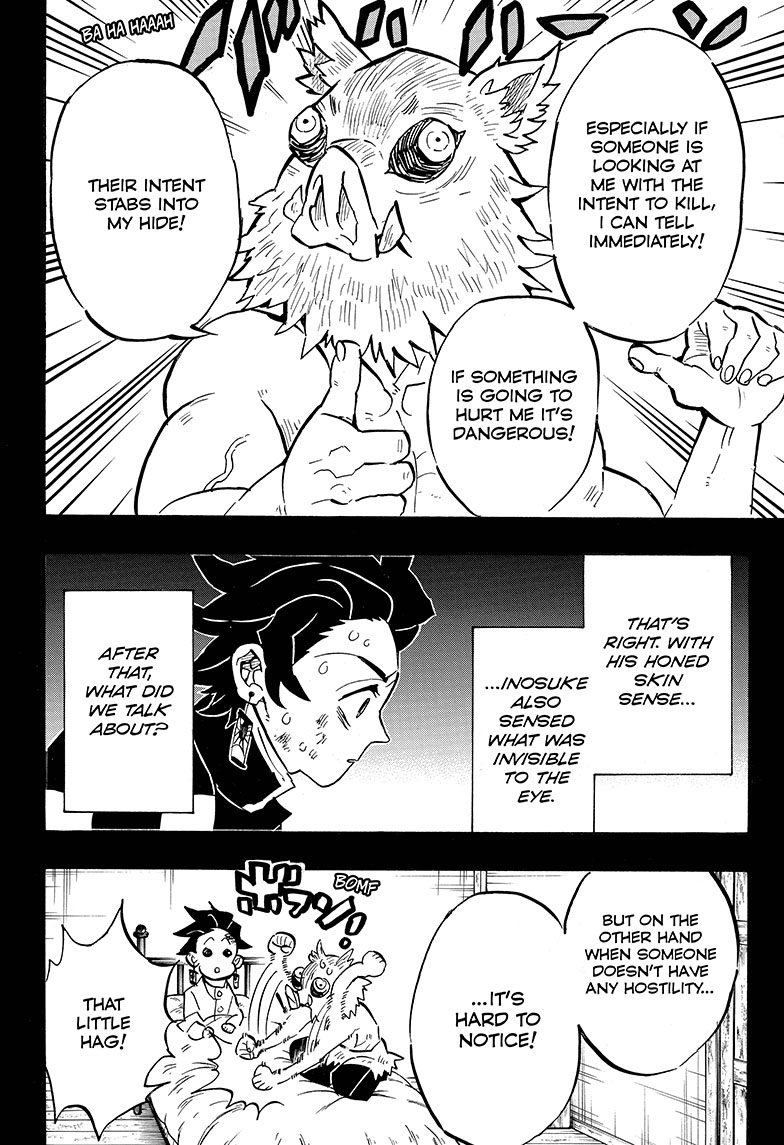 BA HA HAAAH
ESPECIALLY IF
SOMEONE IS
LOOKING AT
ME WITH THE
INTENT TO KILL,
I CAN TELL
IMMEDIATELY!
THEIR INTENT
STABS INTO
MY HIDE!
IF SOMETHING
IS GOING TO
HURT ME IT'S
DANGEROUS!
THAT'S
RIGHT. WITH
HIS HONED
SKIN
SENSE...
...INOSUKE
ALSO
SENSED
WHAT WAS
INVISIBLE
TO THE
EYE.
AFTER
THAT,
WHAT DID
WE TALK
ABOUT?
BUT ON THE
OTHER HAND
WHEN SOMEONE
DOESN'T HAVE
ANY HOSTILITY...
...IT'S
HARD TO
NOTICE!
BOMF
THAT
LITTLE
HAG!